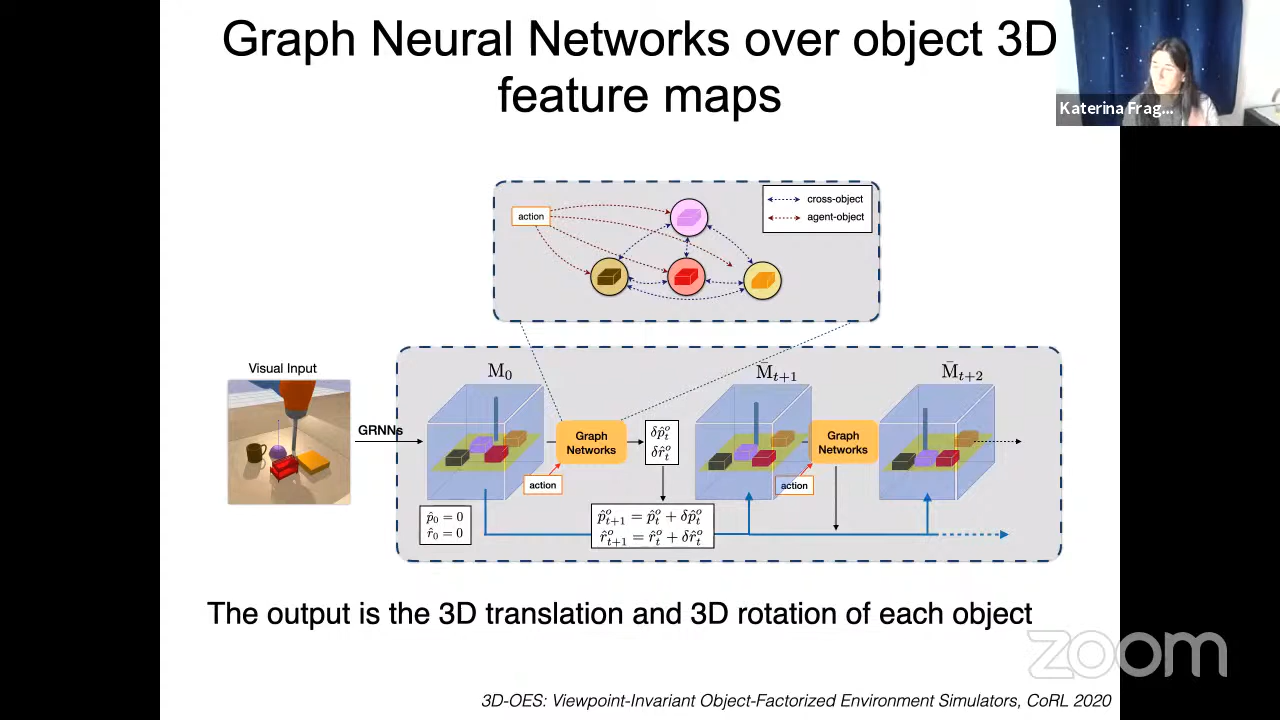 Graph Neural Networks over object 3D
feature maps
Katerina Frag...
action
cross-object
agent-object
Visual Input
GRNNs
M₀
Graph
Networks
action
δp̂ₜᵒ
δr̂ₜᵒ
M̄ₜ₊₁
Graph
Networks
action
M̄ₜ₊₂
p̂₀ = 0
r̂₀ = 0
p̂ᵒₜ₊₁ = p̂ₜᵒ + δp̂ₜᵒ
r̂ᵒₜ₊₁ = r̂ₜᵒ + δr̂ₜᵒ
The output is the 3D translation and 3D rotation of each object
zoom
3D-OES: Viewpoint-Invariant Object-Factorized Environment Simulators, CoRL 2020